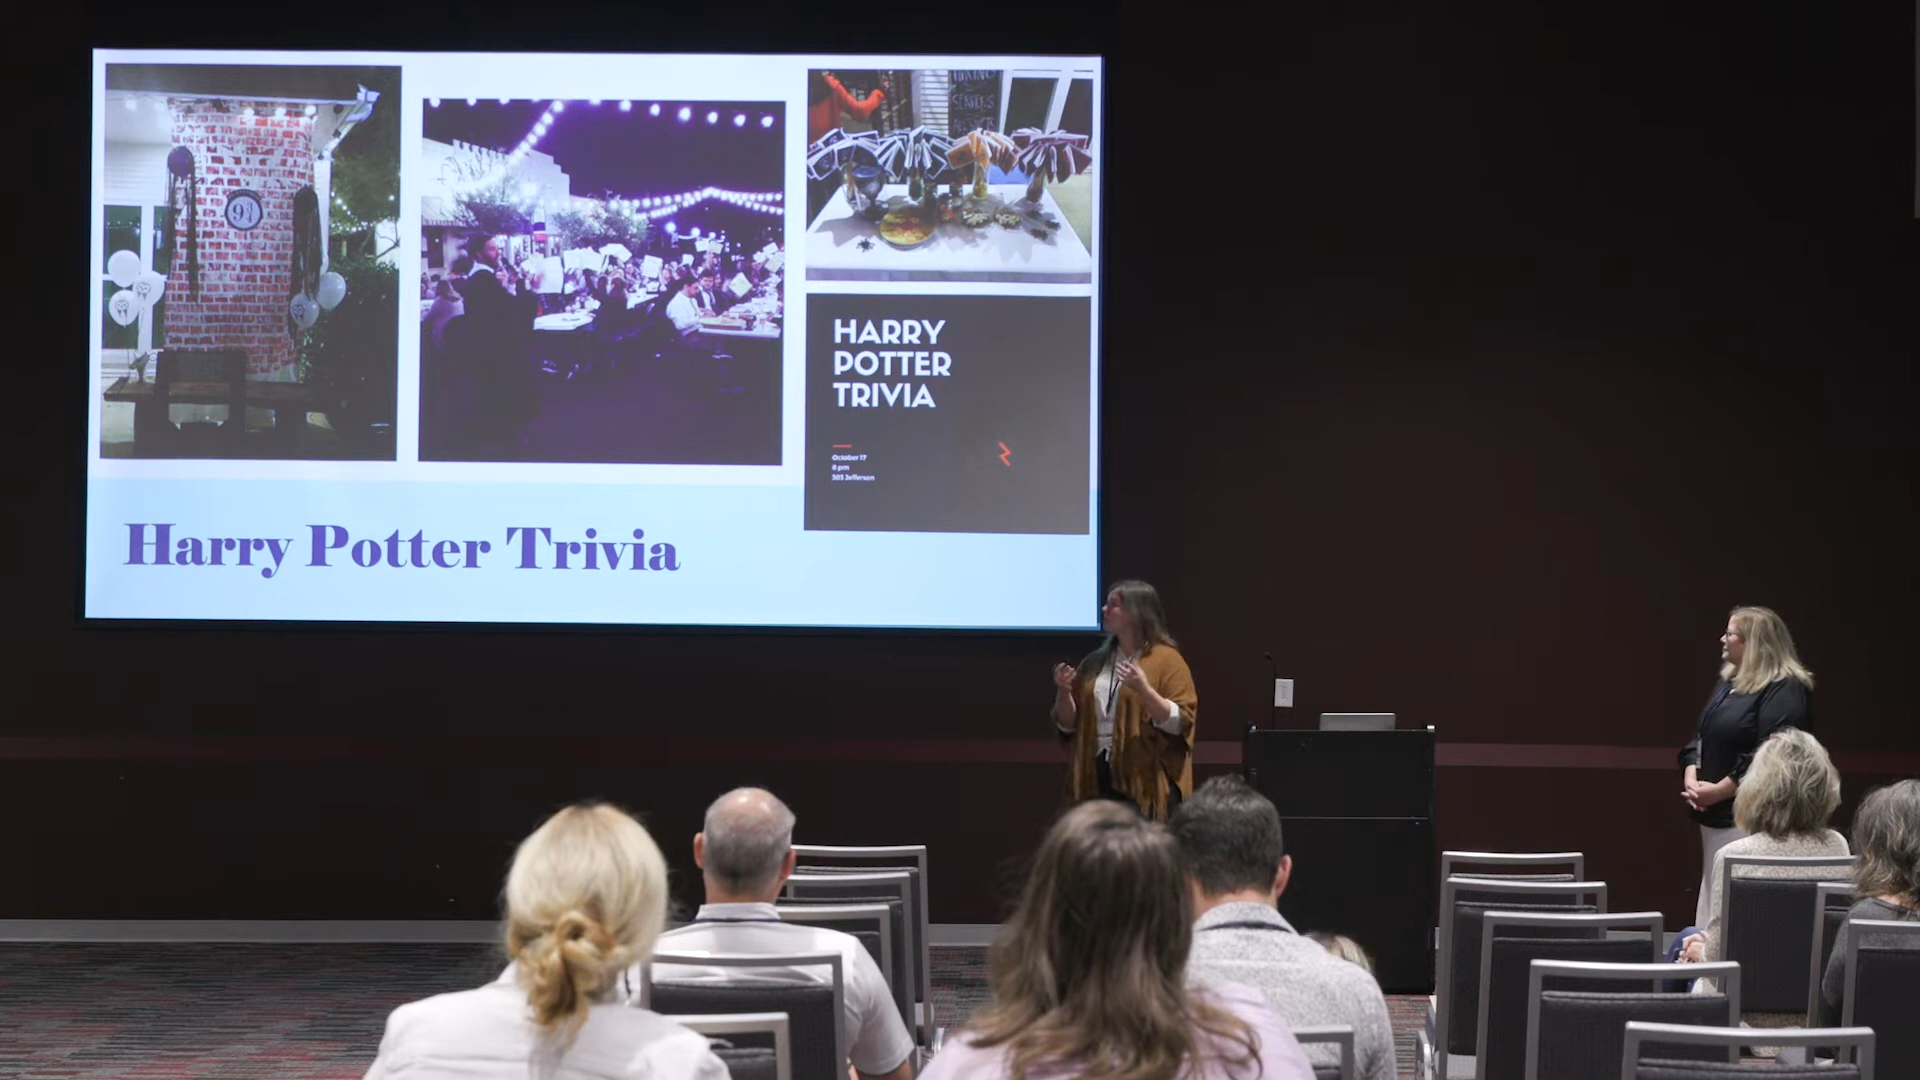 9¾
HARRY
POTTER
TRIVIA
October 17
8 pm
505 Jefferson
Harry Potter Trivia